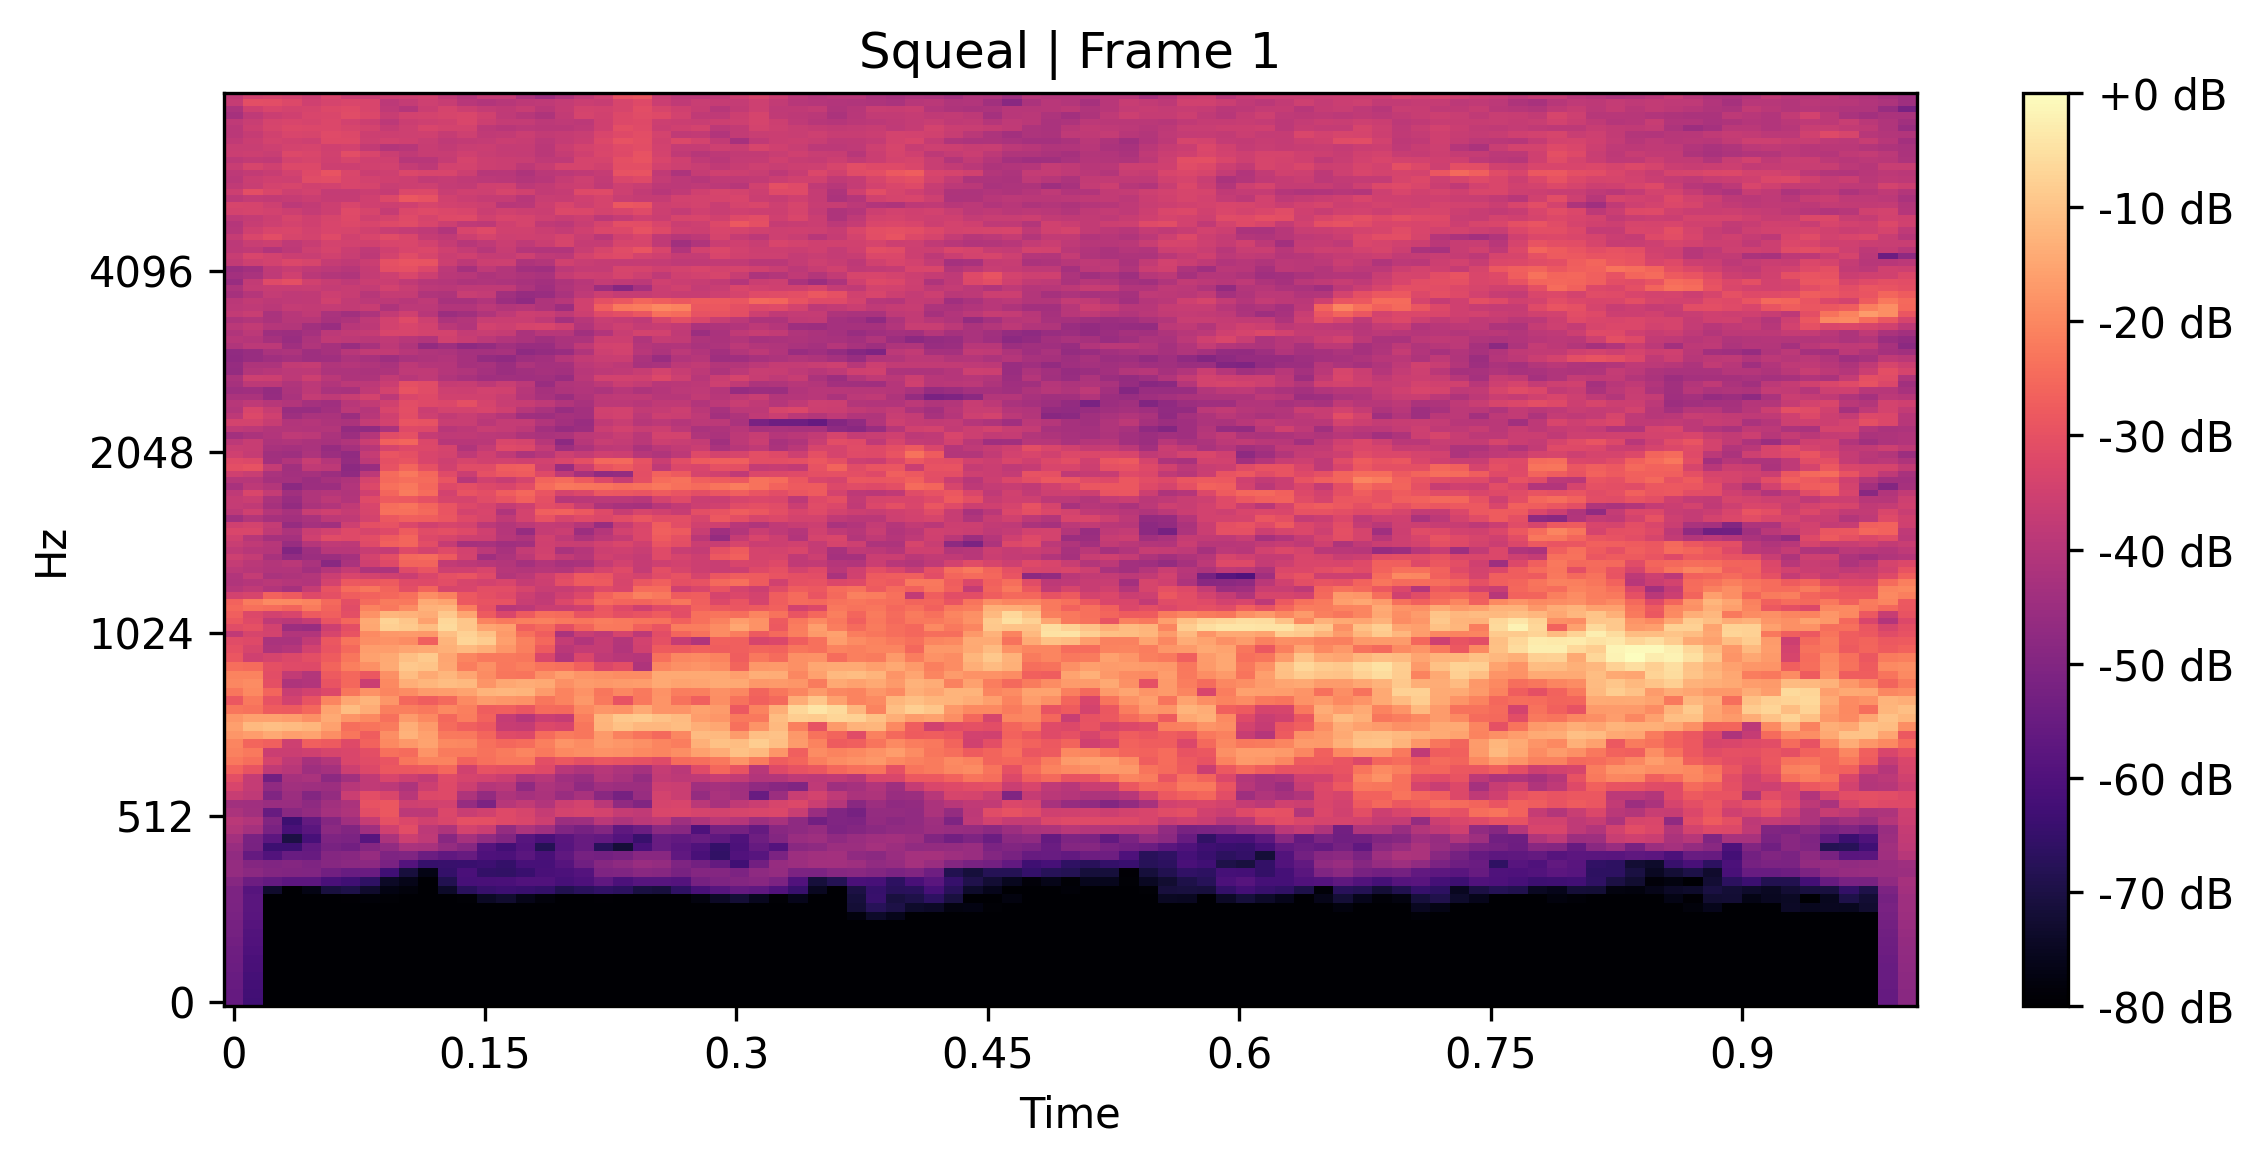 Squeal | Frame 1
+0 dB
-10 dB
-20 dB
-30 dB
-40 dB
-50 dB
-60 dB
-70 dB
-80 dB
Hz
4096
2048
1024
512
0
0 0.15 0.3 0.45 0.6 0.75 0.9
Time